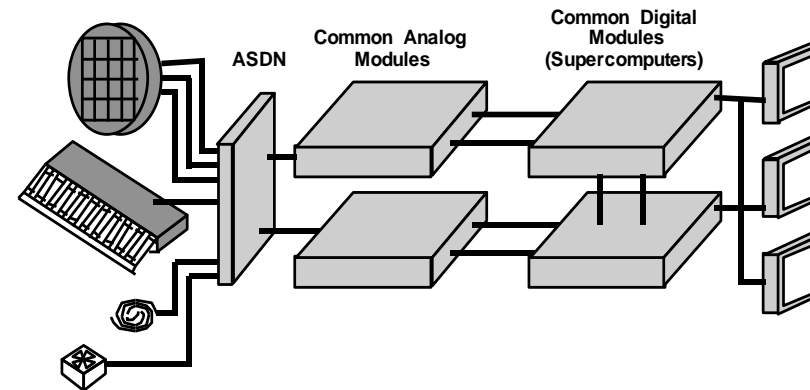 ASDN
Common Analog
Modules
Common Digital
Modules
(Supercomputers)